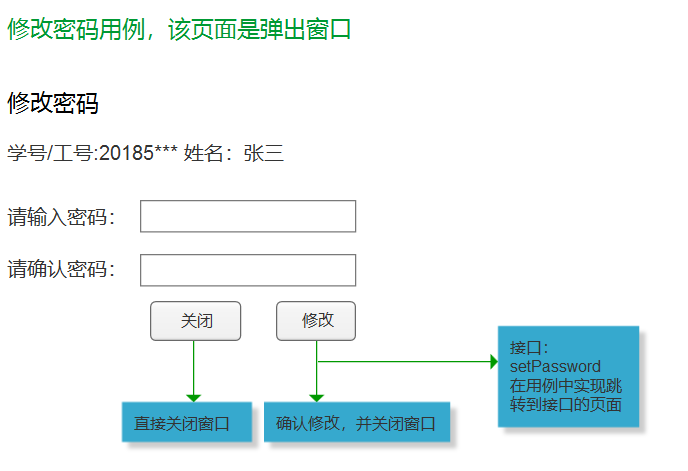 修改密码用例，该页面是弹出窗口
修改密码
学号/工号:20185*** 姓名：张三
请输入密码：
请确认密码：
关闭
修改
接口：
setPassword
在用例中实现跳
转到接口的页面
直接关闭窗口
确认修改，并关闭窗口